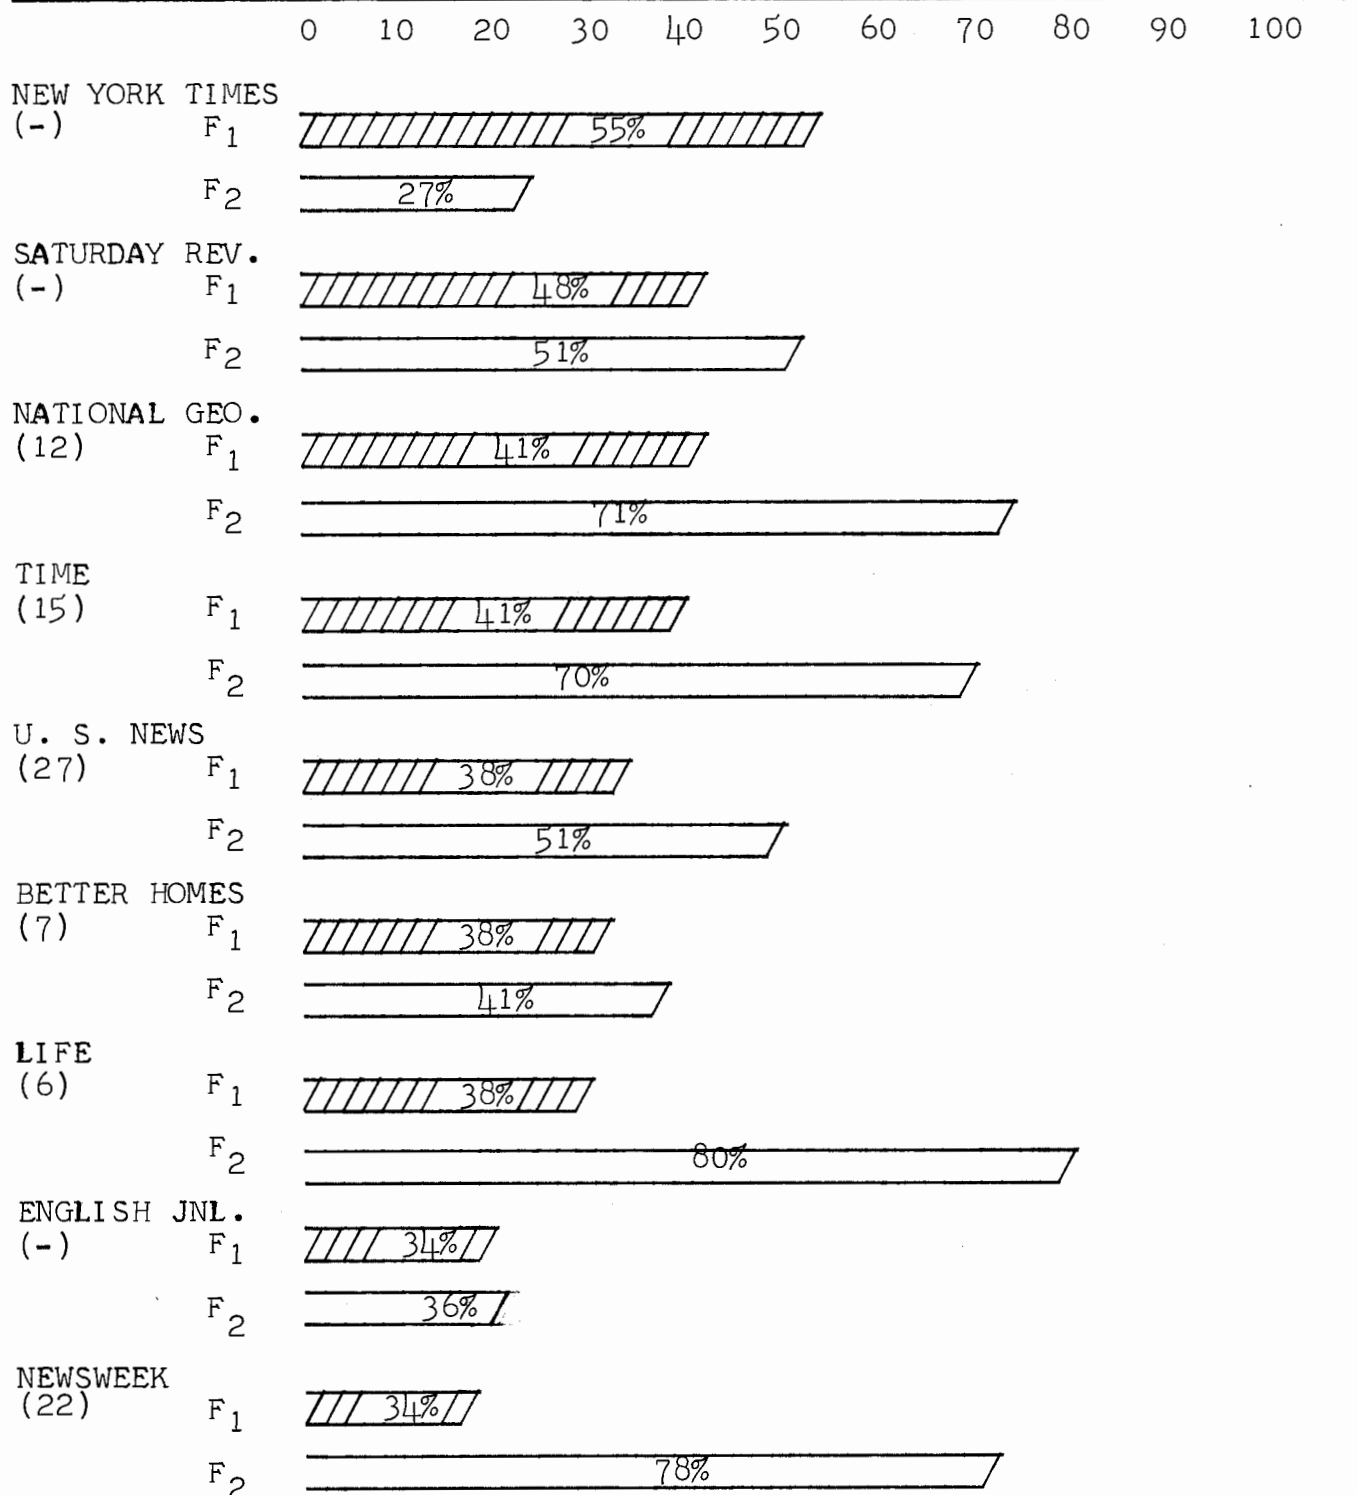 0 10 20 30 40 50 60 70 80 90 100
NEW YORK TIMES
(-) F1 55%
F2 27%
SATURDAY REV.
(-) F1 48%
F2 51%
NATIONAL GEO.
(12) F1 41%
F2 71%
TIME
(15) F1 41%
F2 70%
U. S. NEWS
(27) F1 38%
F2 51%
BETTER HOMES
(7) F1 38%
F2 41%
LIFE
(6) F1 38%
F2 80%
ENGLISH JNL.
(-) F1 34%
F2 36%
NEWSWEEK
(22) F1 34%
F2 78%